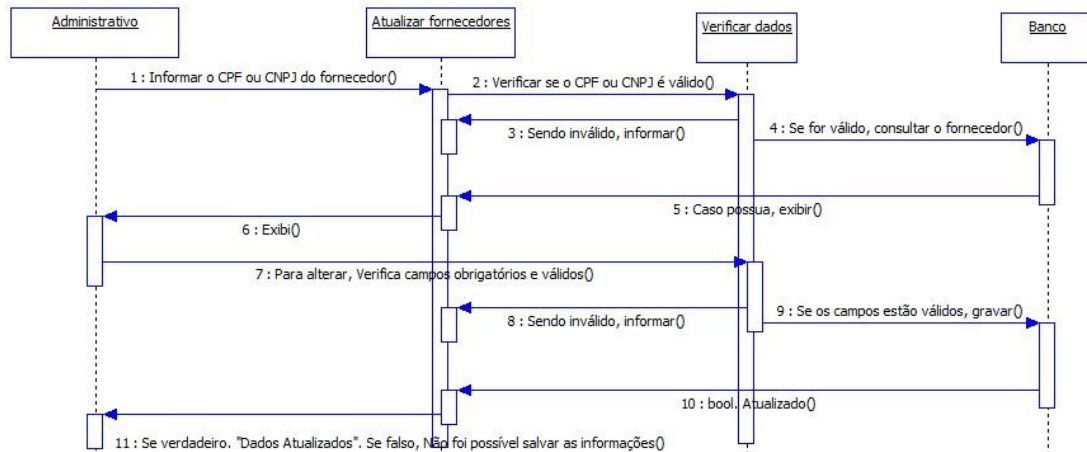 Administrativo
Atualizar fornecedores
Verificar dados
Banco
1 : Informar o CPF ou CNPJ do fornecedor()
2 : Verificar se o CPF ou CNPJ é válido()
3 : Sendo inválido, informar()
4 : Se for válido, consultar o fornecedor()
5 : Caso possua, exibir()
6 : Exibi()
7 : Para alterar, Verifica campos obrigatórios e válidos()
8 : Sendo inválido, informar()
9 : Se os campos estão válidos, gravar()
10 : bool. Atualizado()
11 : Se verdadeiro. "Dados Atualizados". Se falso, Não foi possível salvar as informações()